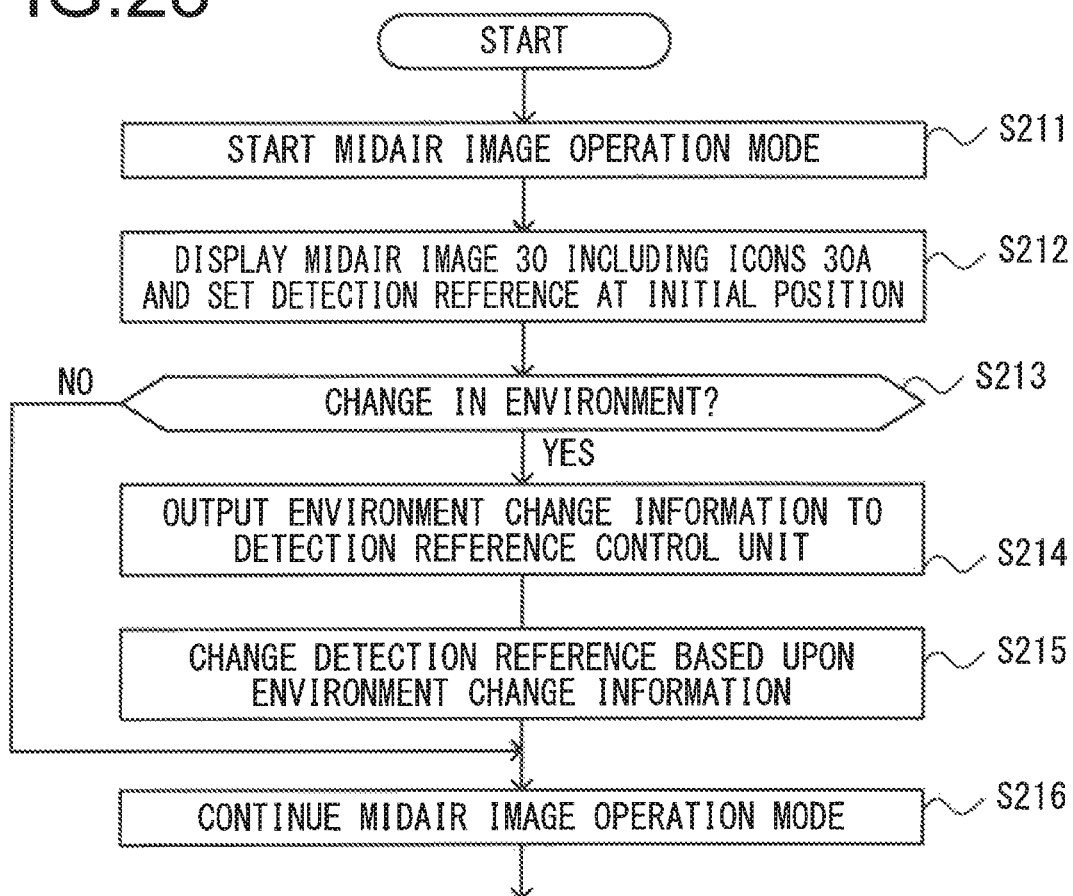 START
START MIDAIR IMAGE OPERATION MODE
S211
DISPLAY MIDAIR IMAGE 30 INCLUDING ICONS 30A
AND SET DETECTION REFERENCE AT INITIAL POSITION
S212
CHANGE IN ENVIRONMENT?
S213
NO
YES
OUTPUT ENVIRONMENT CHANGE INFORMATION TO
DETECTION REFERENCE CONTROL UNIT
S214
CHANGE DETECTION REFERENCE BASED UPON
ENVIRONMENT CHANGE INFORMATION
S215
CONTINUE MIDAIR IMAGE OPERATION MODE
S216